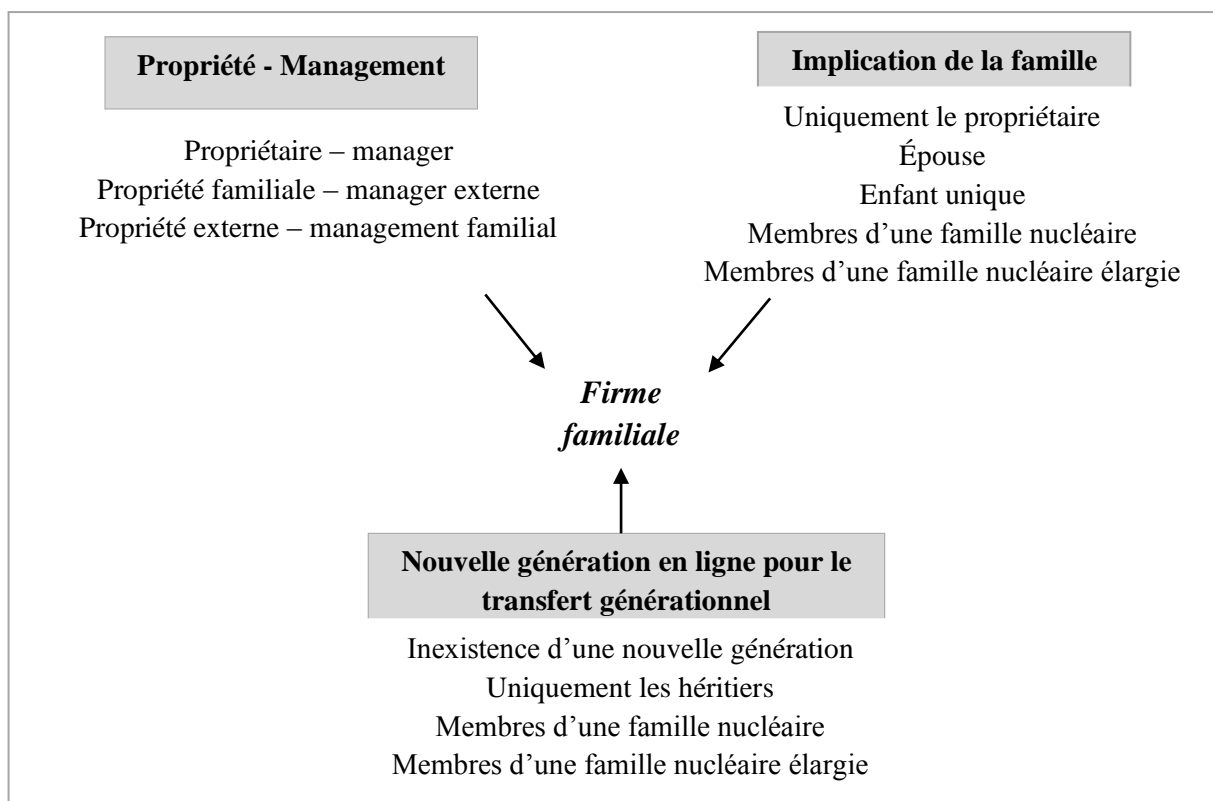 Propriété - Management
Propriétaire – manager
Propriété familiale – manager externe
Propriété externe – management familial
Implication de la famille
Uniquement le propriétaire
Épouse
Enfant unique
Membres d’une famille nucléaire
Membres d’une famille nucléaire élargie
Firme
familiale
Nouvelle génération en ligne pour le
transfert générationnel
Inexistence d’une nouvelle génération
Uniquement les héritiers
Membres d’une famille nucléaire
Membres d’une famille nucléaire élargie